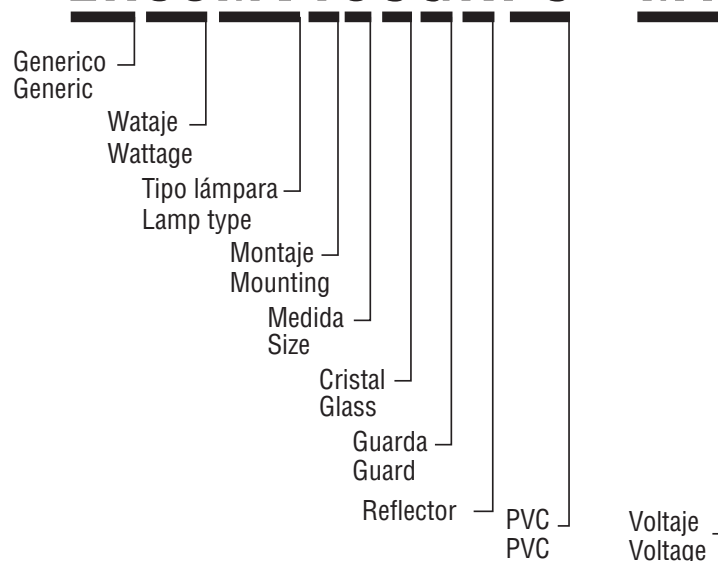 Generico
Generic
Wataje
Wattage
Tipo lámpara
Lamp type
Montaje
Mounting
Medida
Size
Cristal
Glass
Guarda
Guard
Reflector
PVC
PVC
Voltaje
Voltage